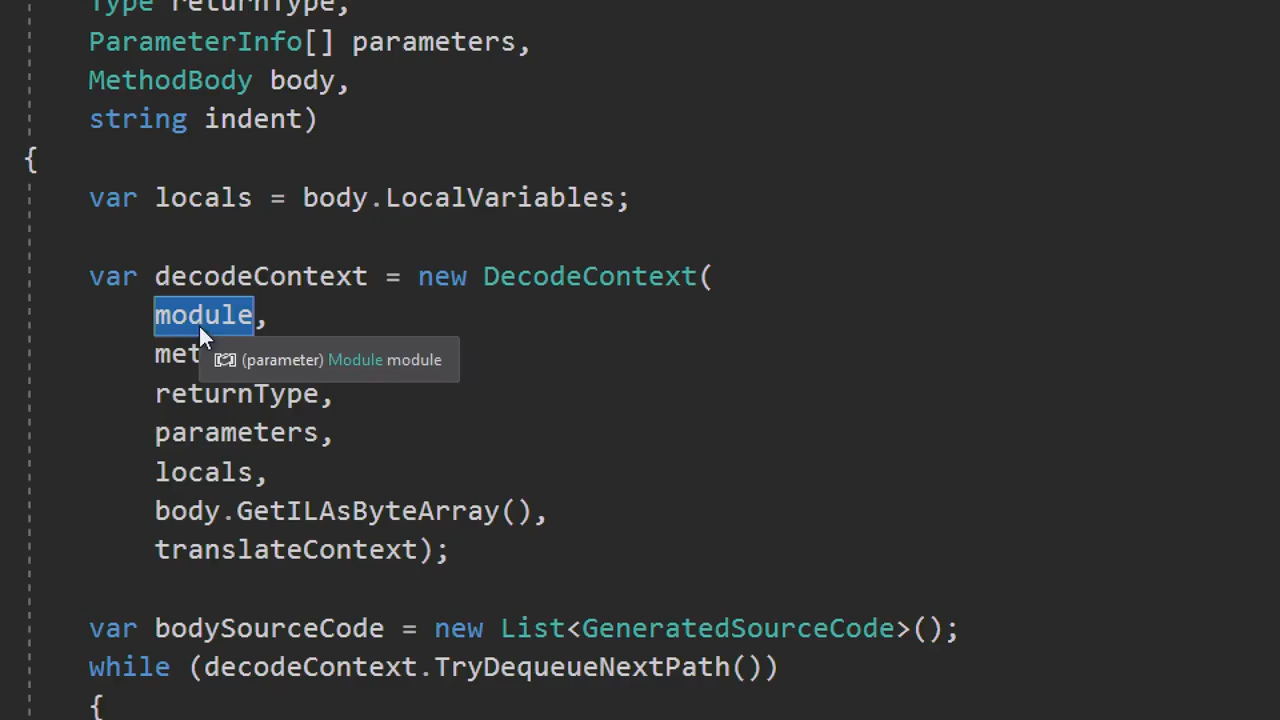 Type returnType,
ParameterInfo[] parameters,
MethodBody body,
string indent)
{
var locals = body.LocalVariables;
var decodeContext = new DecodeContext(
module,
met
(parameter) Module module
returnType,
parameters,
locals,
body.GetILAsByteArray(),
translateContext);
var bodySourceCode = new List<GeneratedSourceCode>();
while (decodeContext.TryDequeueNextPath())
{